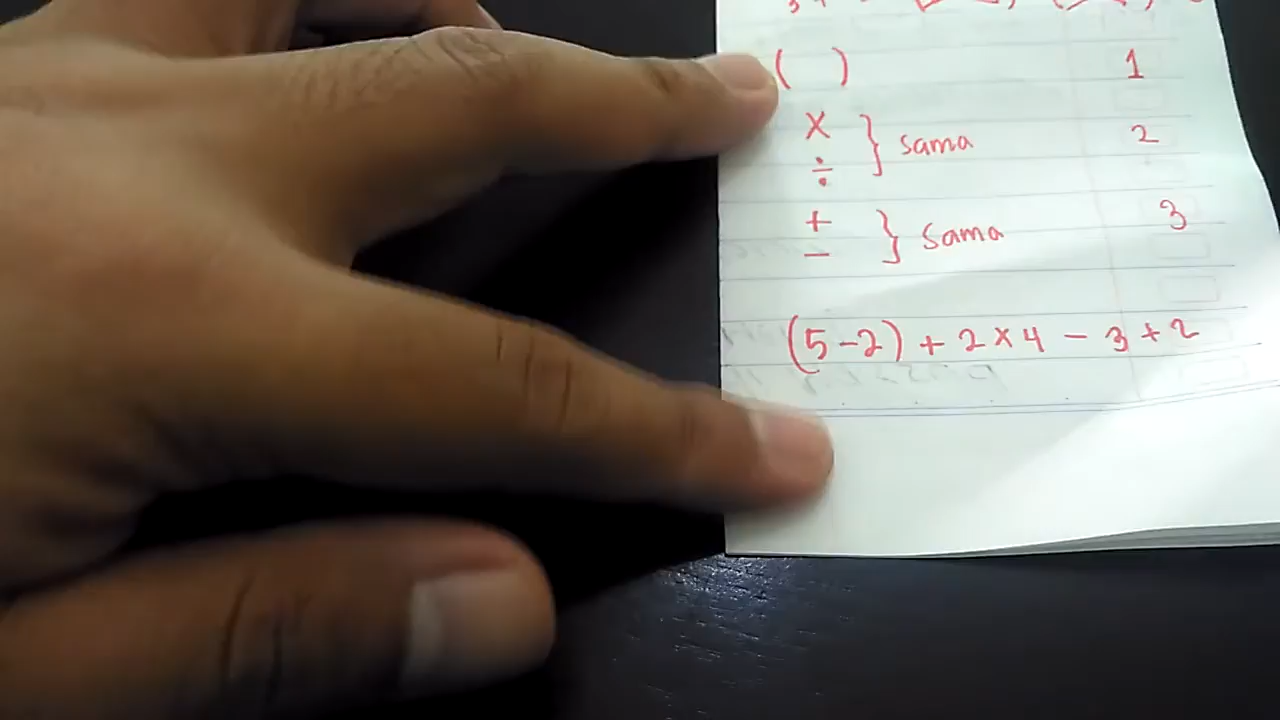 ( ) 1
× } sama 2
÷
+ } sama 3
−
(5-2) + 2 × 4 - 3 + 2